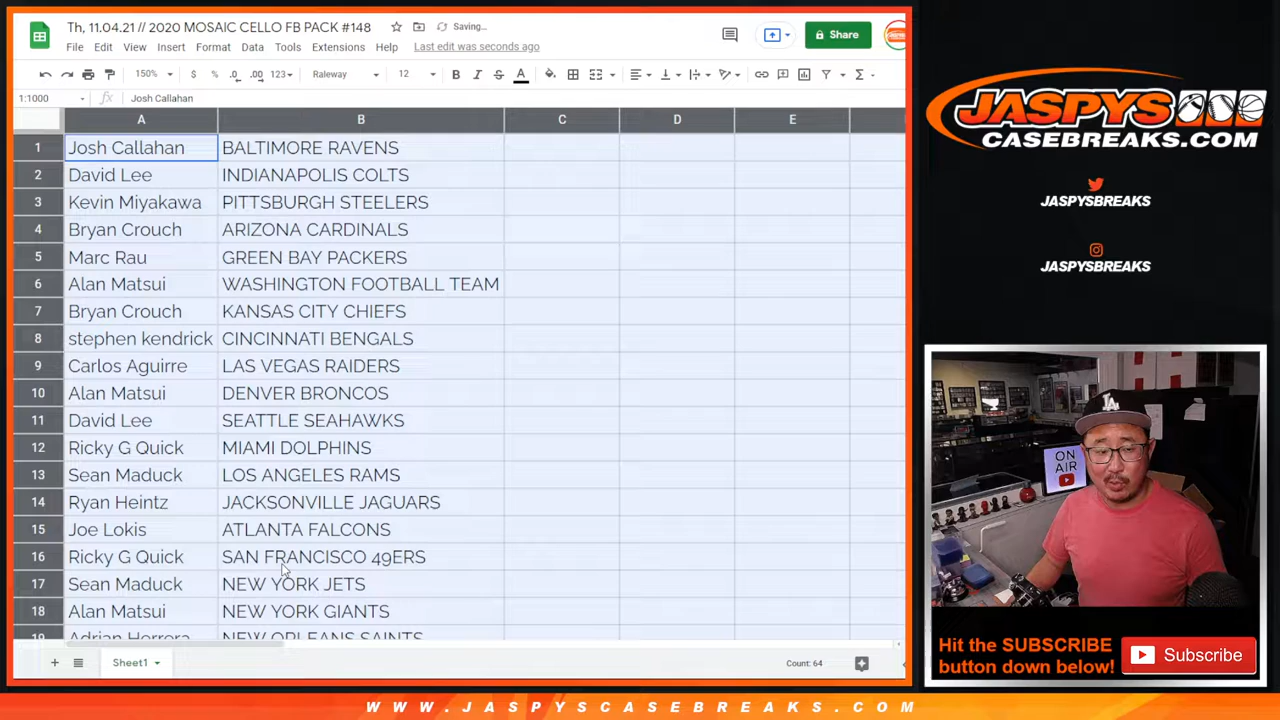 Th, 11.04.21 // 2020 MOSAIC CELLO FB PACK #148
Saving...
File Edit View Insert Format Data Tools Extensions Help Last edit was seconds ago
Share
150% $ % .0 .00 123 Raleway 12 B I S A
1:1000 fx Josh Callahan
A B C D E
1 Josh Callahan BALTIMORE RAVENS
2 David Lee INDIANAPOLIS COLTS
3 Kevin Miyakawa PITTSBURGH STEELERS
4 Bryan Crouch ARIZONA CARDINALS
5 Marc Rau GREEN BAY PACKERS
6 Alan Matsui WASHINGTON FOOTBALL TEAM
7 Bryan Crouch KANSAS CITY CHIEFS
8 stephen kendrick CINCINNATI BENGALS
9 Carlos Aguirre LAS VEGAS RAIDERS
10 Alan Matsui DENVER BRONCOS
11 David Lee SEATTLE SEAHAWKS
12 Ricky G Quick MIAMI DOLPHINS
13 Sean Maduck LOS ANGELES RAMS
14 Ryan Heintz JACKSONVILLE JAGUARS
15 Joe Lokis ATLANTA FALCONS
16 Ricky G Quick SAN FRANCISCO 49ERS
17 Sean Maduck NEW YORK JETS
18 Alan Matsui NEW YORK GIANTS
19 Adrian Herrera NEW ORLEANS SAINTS
Sheet1
Count: 64
JASPYS
CASEBREAKS.COM
JASPYSBREAKS
JASPYSBREAKS
LA
ON
AIR
Hit the SUBSCRIBE
button down below!
Subscribe
WWW.JASPYSCASEBREAKS.COM